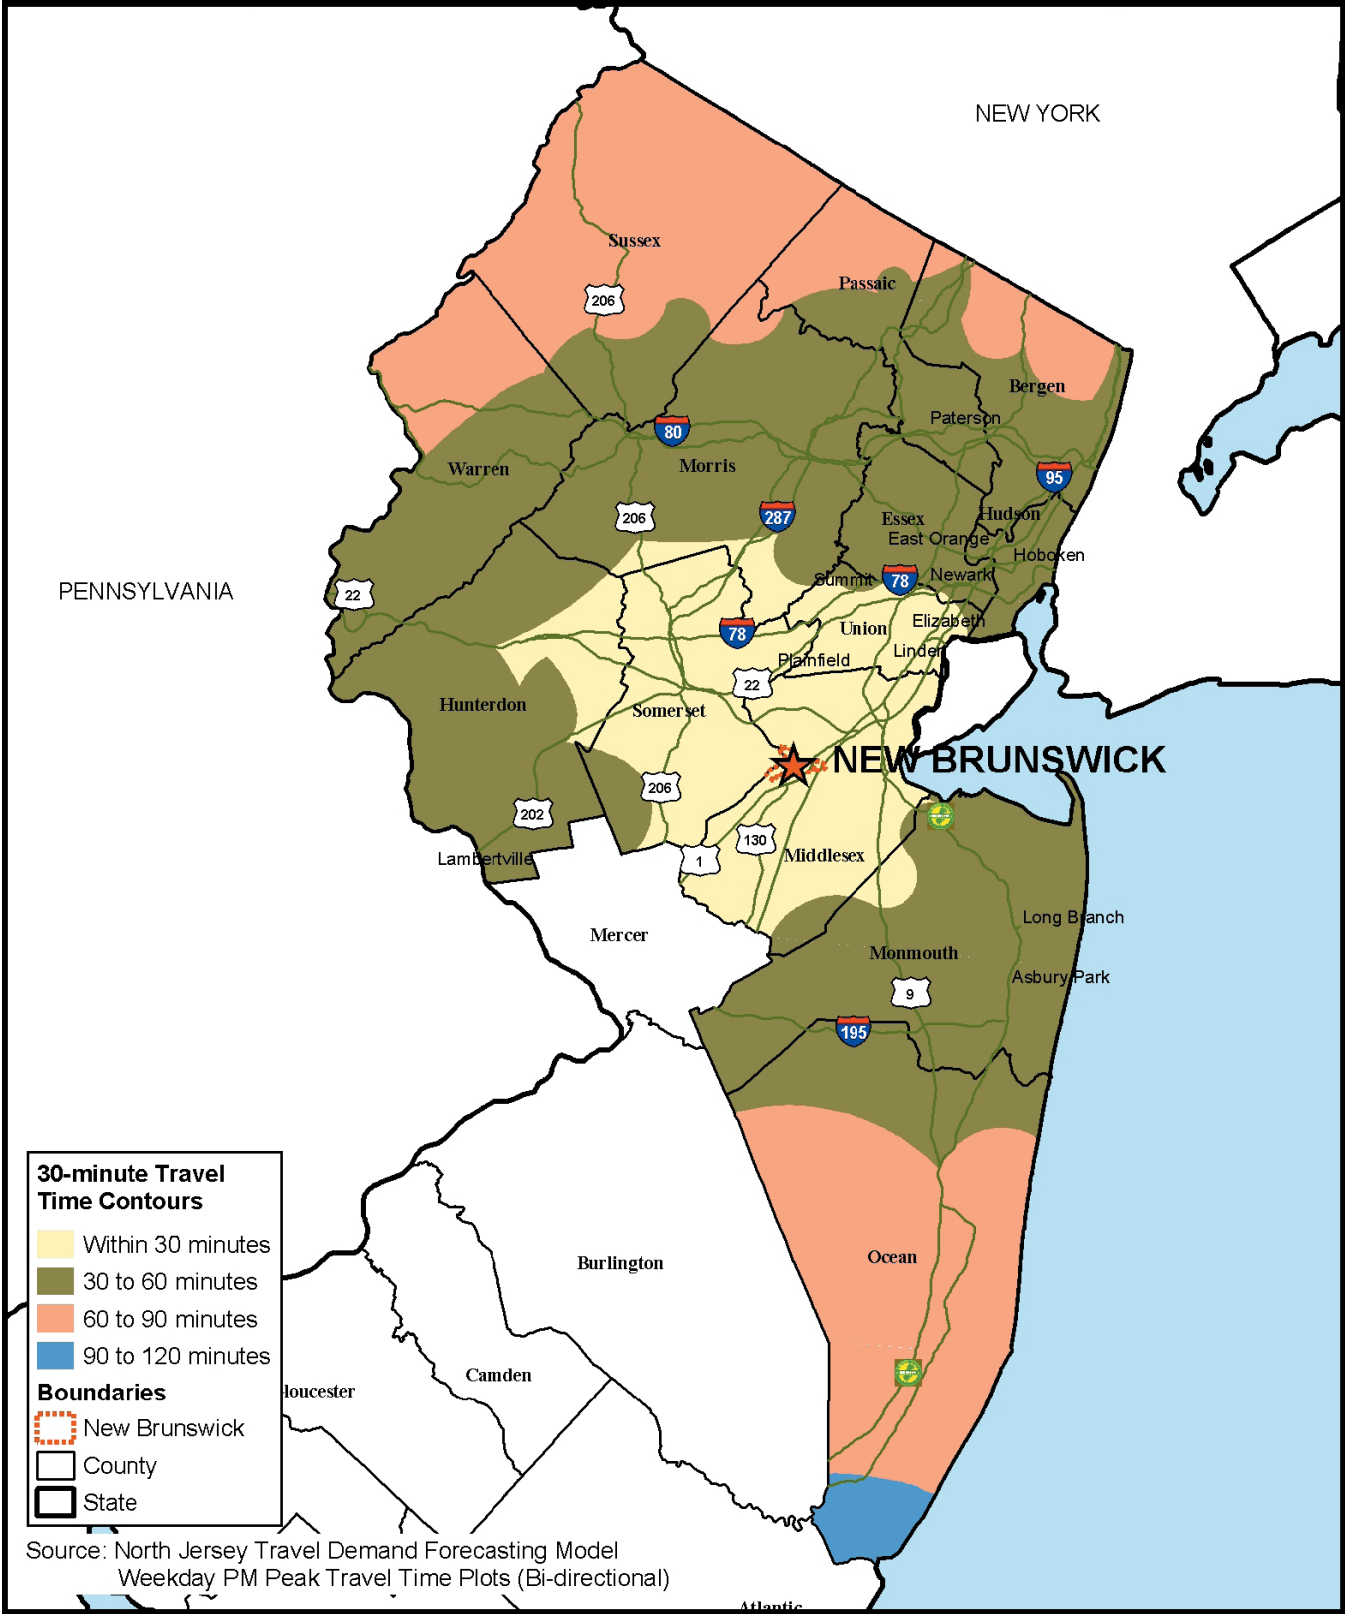 NEW YORK
Sussex
Passaic
206
Bergen
Paterson
80
Warren
Morris
95
206
287
Essex
Hudson
East Orange
Hoboken
PENNSYLVANIA
22
Summit
78
Newark
Elizabeth
78
Union
Linden
Plainfield
22
Hunterdon
Somerset
NEW BRUNSWICK
206
202
130
Lambertville
1
Middlesex
Long Branch
Mercer
Monmouth
Asbury Park
9
195
30-minute Travel
Time Contours
Within 30 minutes
30 to 60 minutes
60 to 90 minutes
90 to 120 minutes
Boundaries
New Brunswick
County
State
Burlington
Ocean
Camden
loucester
Source: North Jersey Travel Demand Forecasting Model
Weekday PM Peak Travel Time Plots (Bi-directional)
Atlantic